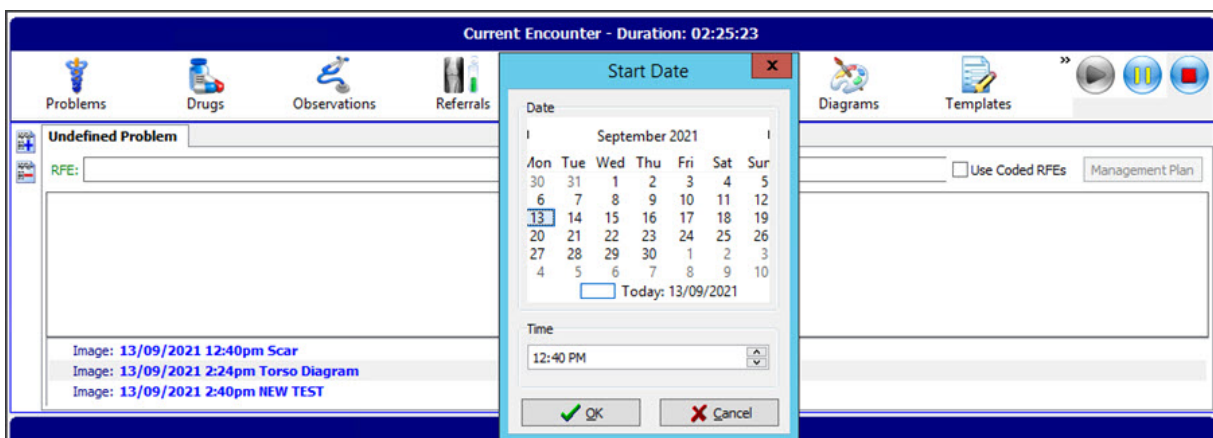 Current Encounter - Duration: 02:25:23
Problems
Drugs
Observations
Referrals
Diagrams
Templates
»
Undefined Problem
RFE:
Use Coded RFEs
Management Plan
Image: 13/09/2021 12:40pm Scar
Image: 13/09/2021 2:24pm Torso Diagram
Image: 13/09/2021 2:40pm NEW TEST
Start Date
x
Date
September 2021
Mon Tue Wed Thu Fri Sat Sun
30 31 1 2 3 4 5
6 7 8 9 10 11 12
13 14 15 16 17 18 19
20 21 22 23 24 25 26
27 28 29 30 1 2 3
4 5 6 7 8 9 10
Today: 13/09/2021
Time
12:40 PM
OK
Cancel